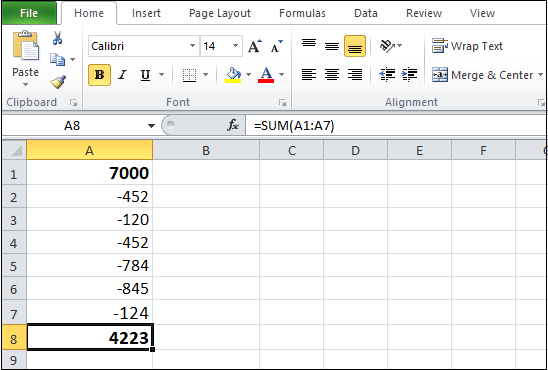 File Home Insert Page Layout Formulas Data Review View
Calibri 14 A A Wrap Text
Paste B I U A Merge & Center
Clipboard Font Alignment
A8 fx =SUM(A1:A7)
A B C D E F
1 7000
2 -452
3 -120
4 -452
5 -784
6 -845
7 -124
8 4223
9